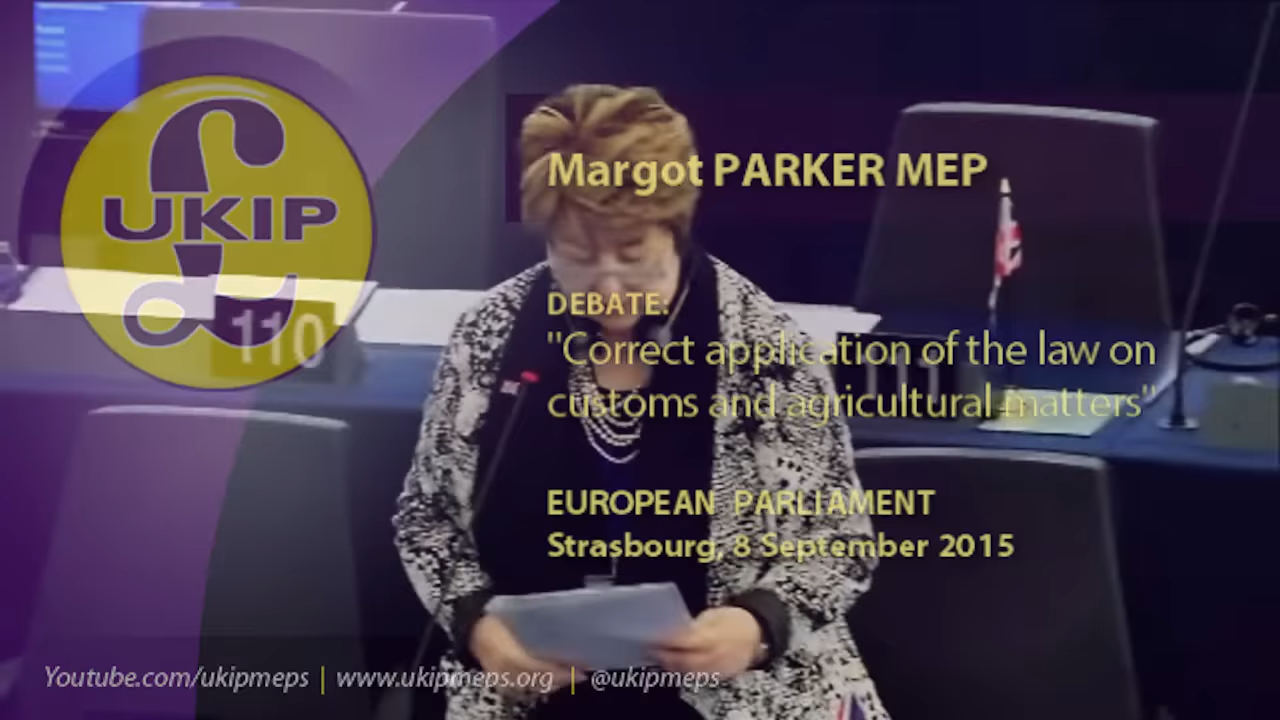 UKIP
110
Margot PARKER MEP
DEBATE:
"Correct application of the law on
customs and agricultural matters"
EUROPEAN PARLIAMENT
Strasbourg, 8 September 2015
Youtube.com/ukipmeps | www.ukipmeps.org | @ukipmeps